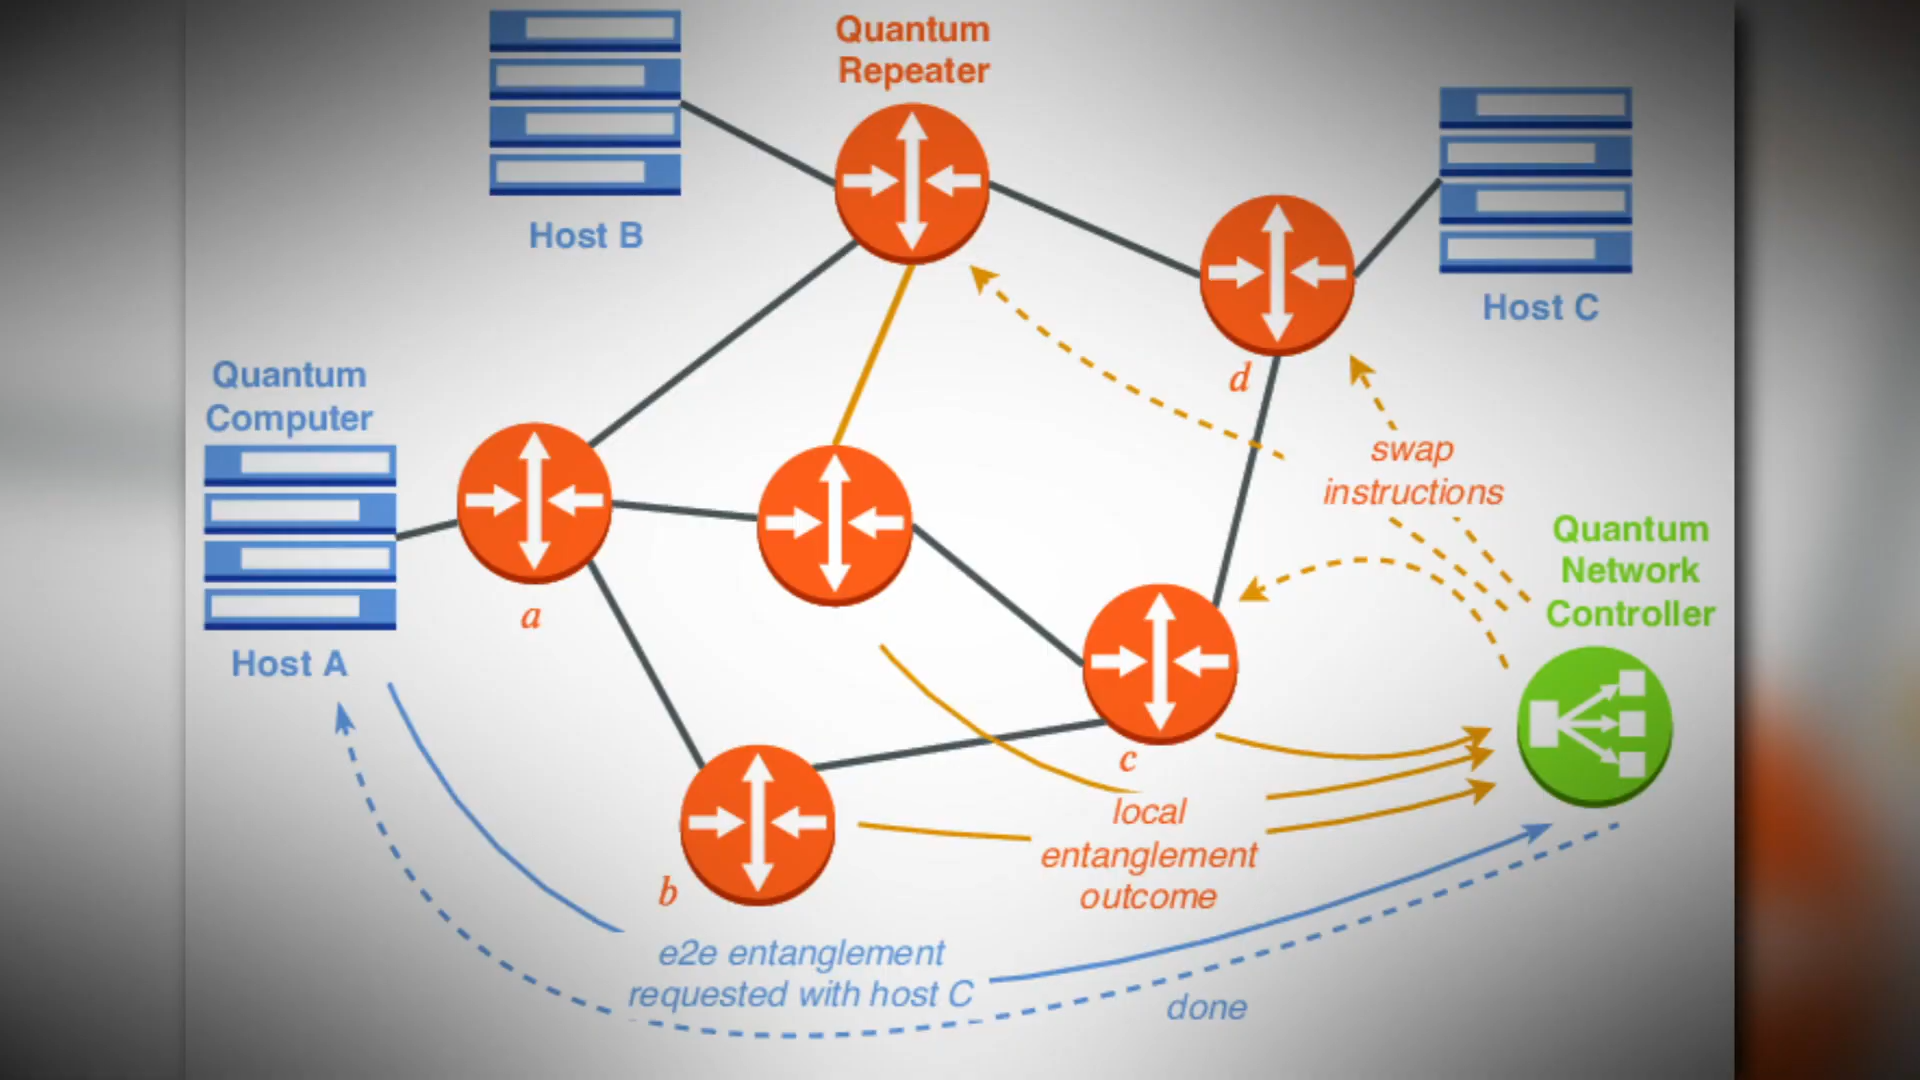 Quantum
Repeater
Host B
Host C
Quantum
Computer
d
swap
instructions
Quantum
Network
Controller
a
Host A
c
local
entanglement
outcome
b
e2e entanglement
requested with host C
done